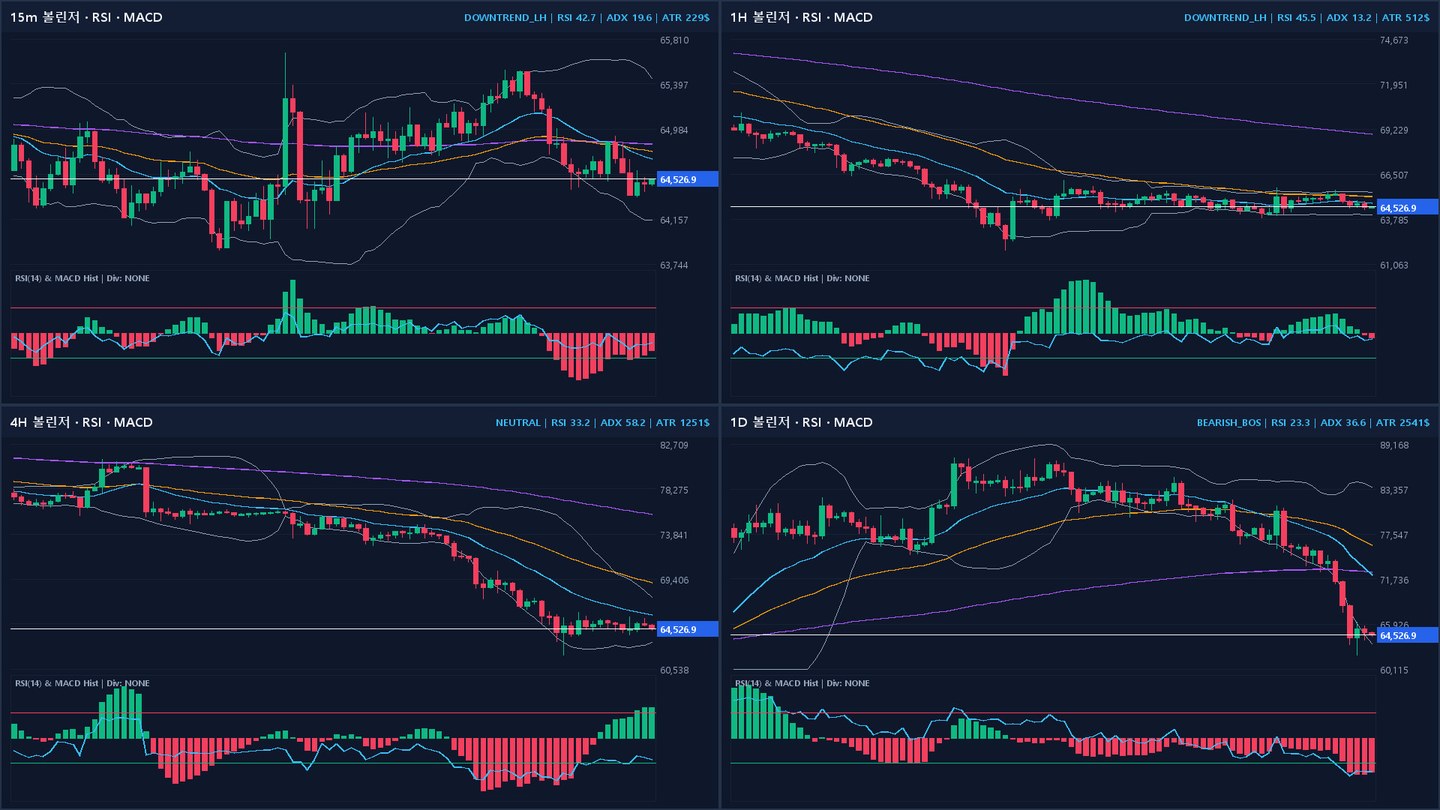 15m 볼린저 · RSI · MACD
DOWNTREND_LH | RSI 42.7 | ADX 19.6 | ATR 229$
65,810
65,397
64,984
64,526.9
64,157
63,744
RSI(14) & MACD Hist | Div: NONE
1H 볼린저 · RSI · MACD
DOWNTREND_LH | RSI 45.5 | ADX 13.2 | ATR 512$
74,673
71,951
69,229
66,507
64,526.9
63,785
61,063
RSI(14) & MACD Hist | Div: NONE
4H 볼린저 · RSI · MACD
NEUTRAL | RSI 33.2 | ADX 58.2 | ATR 1251$
82,709
78,275
73,841
69,406
64,526.9
60,538
RSI(14) & MACD Hist | Div: NONE
1D 볼린저 · RSI · MACD
BEARISH_BOS | RSI 23.3 | ADX 36.6 | ATR 2541$
89,168
83,357
77,547
71,736
65,926
64,526.9
60,115
RSI(14) & MACD Hist | Div: NONE